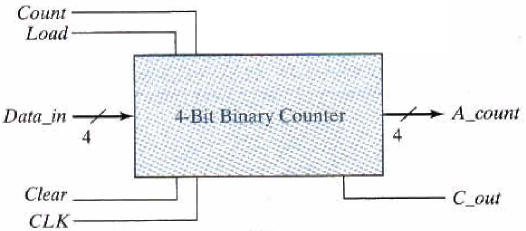 Count
Load
Data_in
4
4-Bit Binary Counter
4
A_count
Clear
C_out
CLK